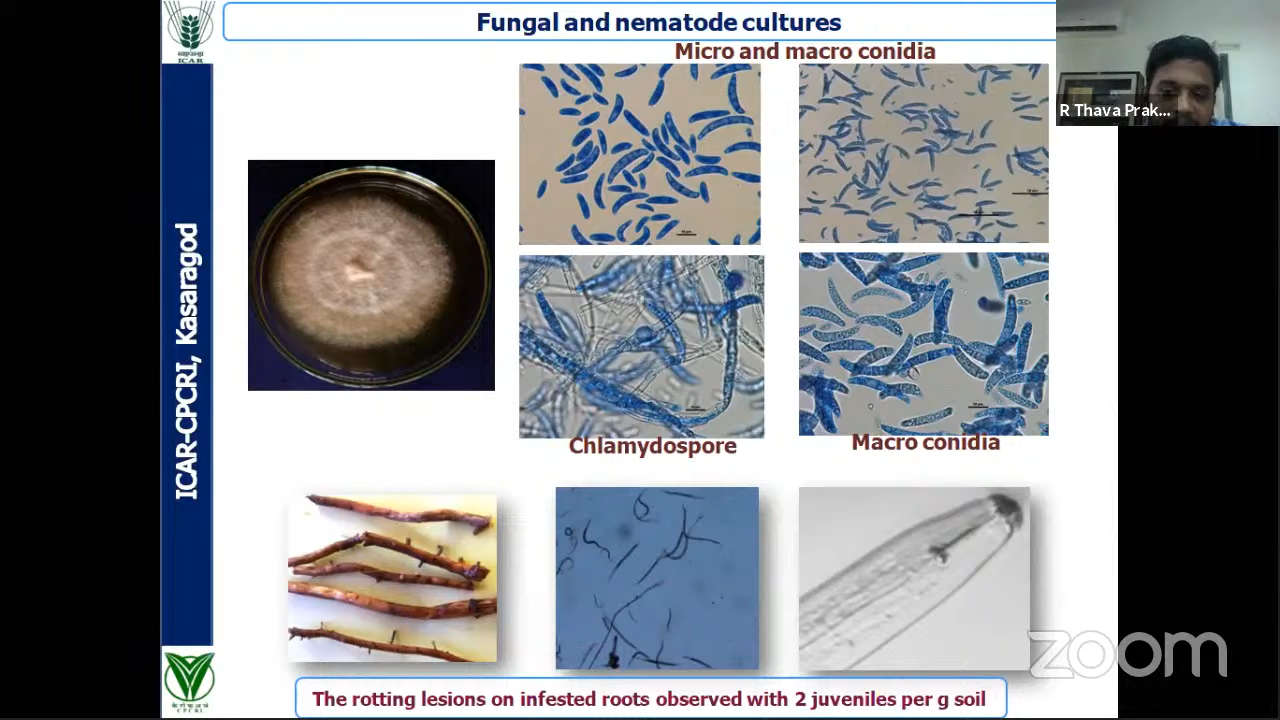 Fungal and nematode cultures
Micro and macro conidia
R Thava Prak...
ICAR
ICAR-CPCRI, Kasaragod
Chlamydospore
Macro conidia
zoom
CPCRI
The rotting lesions on infested roots observed with 2 juveniles per g soil